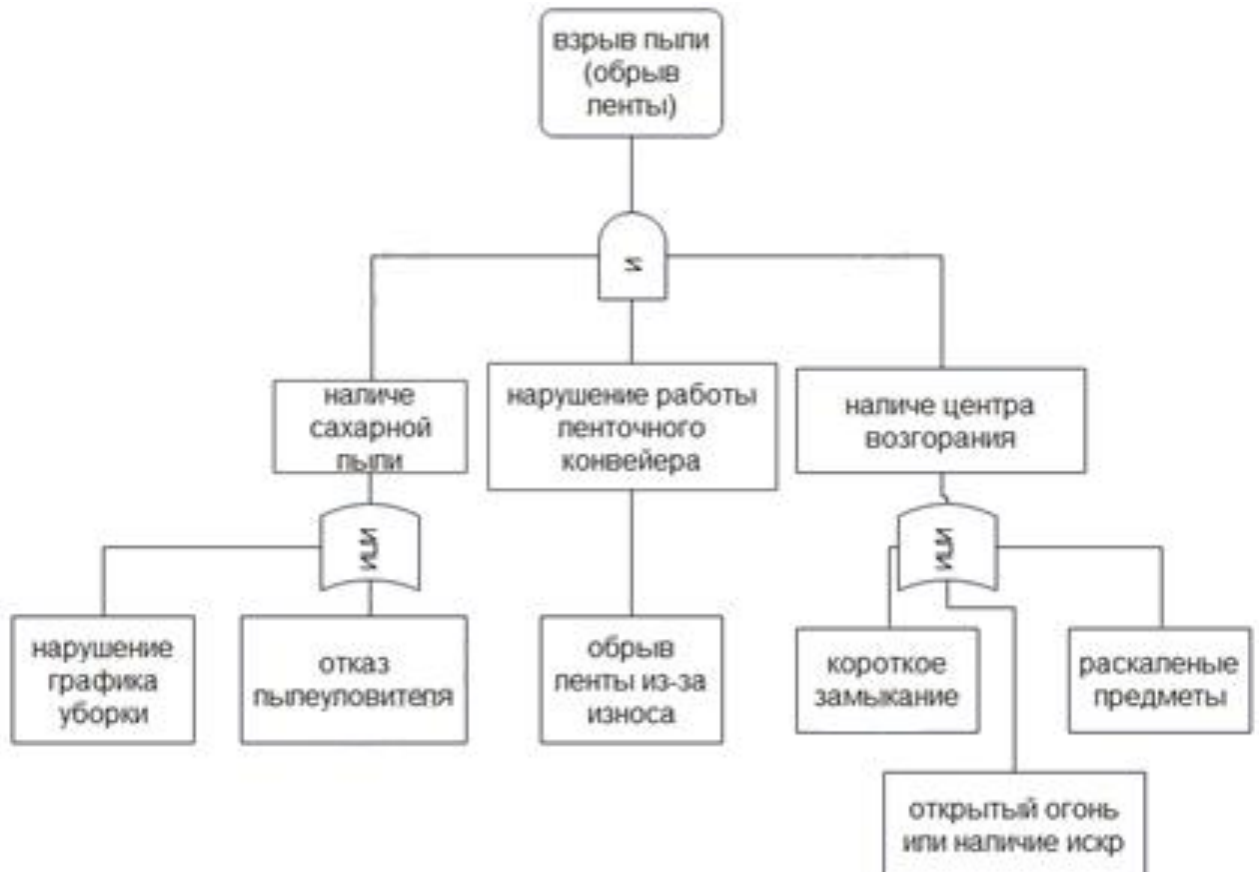 взрыв пыли
(обрыв
ленты)
и
наличе
сахарной
пыли
нарушение работы
ленточного
конвейера
наличе центра
возгорания
или
или
нарушение
графика
уборки
отказ
пылеуловителя
обрыв
ленты из-за
износа
короткое
замыкание
раскаленые
предметы
открытый огонь
или наличие искр